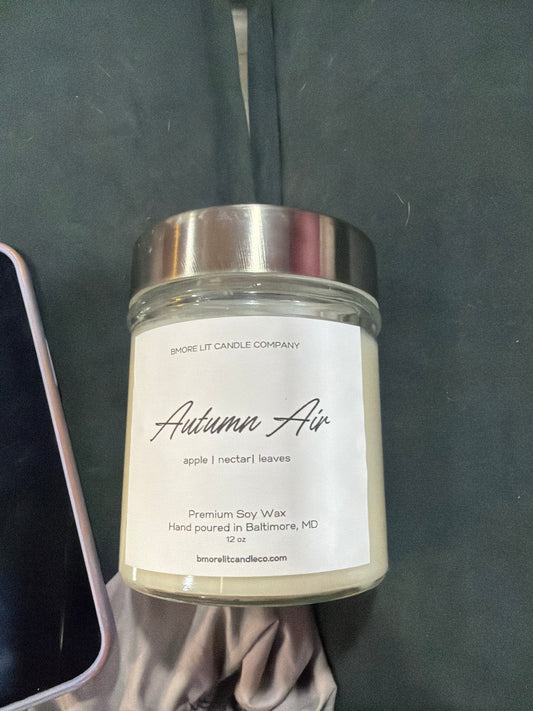 BMORE LIT CANDLE COMPANY
Autumn Air
apple | nectar| leaves
Premium Soy Wax
Hand poured in Baltimore, MD
12 oz
bmorelitcandleco.com